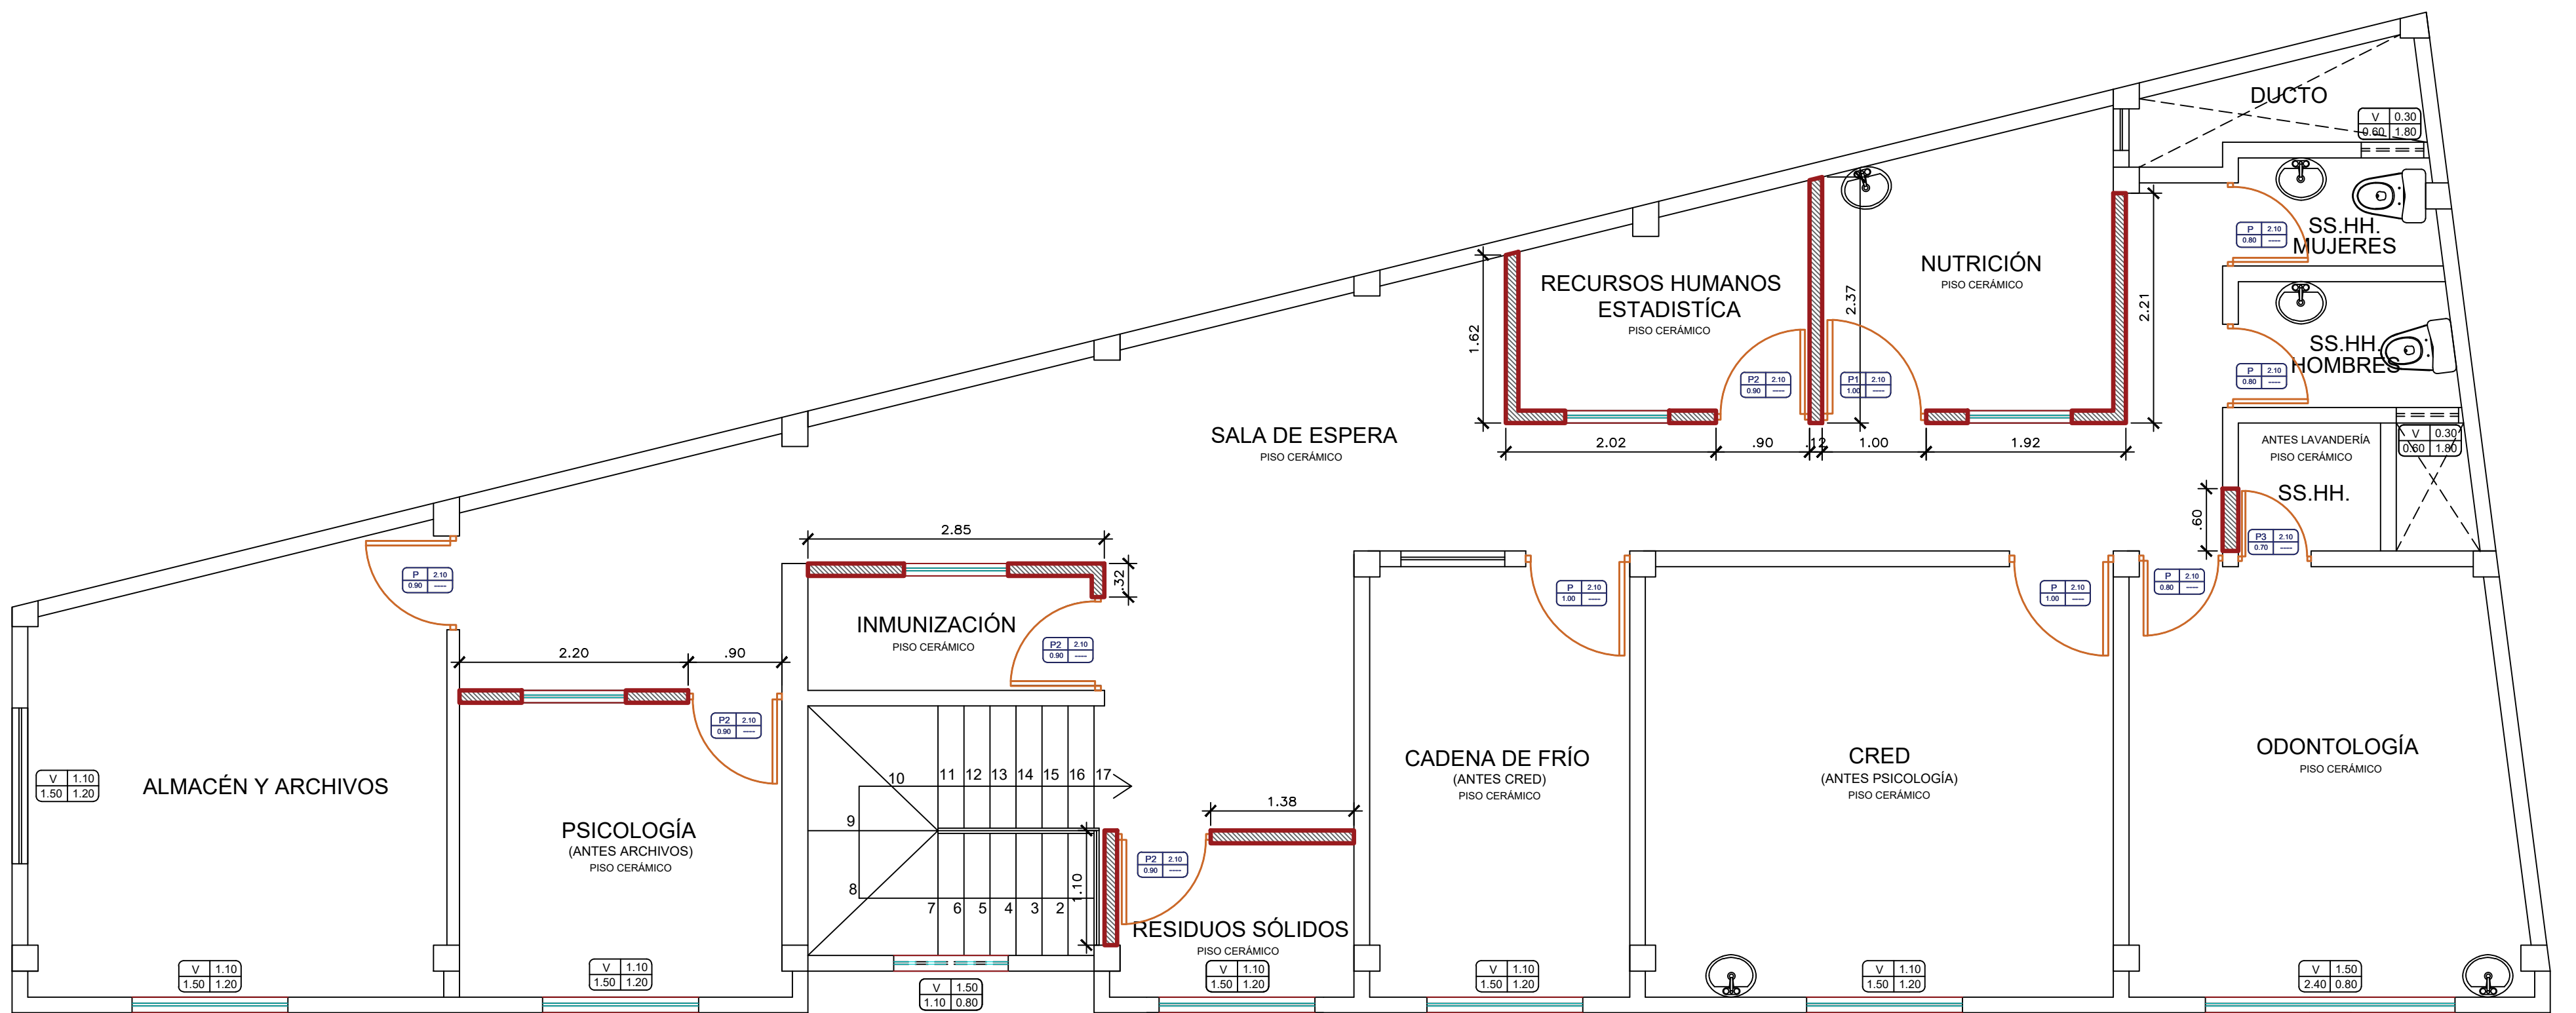 DUCTO
V 0.30
0.60 1.80
SS.HH.
MUJERES
P 2.10
0.80 ----
SS.HH.
HOMBRES
P 2.10
0.80 ----
RECURSOS HUMANOS
ESTADISTÍCA
PISO CERÁMICO
P2 2.10
0.90 ----
1.62
NUTRICIÓN
PISO CERÁMICO
P1 2.10
1.00 ----
2.37
2.21
2.02
.90
.12
1.00
1.92
SALA DE ESPERA
PISO CERÁMICO
ANTES LAVANDERÍA
PISO CERÁMICO
SS.HH.
V 0.30
0.60 1.80
.60
P3 2.10
0.70 ----
P 2.10
0.90 ----
2.85
.32
INMUNIZACIÓN
PISO CERÁMICO
P2 2.10
0.90 ----
2.20
.90
P2 2.10
0.90 ----
P 2.10
1.00 ----
P 2.10
1.00 ----
P 2.10
0.80 ----
V 1.10
1.50 1.20
ALMACÉN Y ARCHIVOS
PSICOLOGÍA
(ANTES ARCHIVOS)
PISO CERÁMICO
10 11 12 13 14 15 16 17
9
8
7 6 5 4 3 2
1.10
1.38
P2 2.10
0.90 ----
RESIDUOS SÓLIDOS
PISO CERÁMICO
CADENA DE FRÍO
(ANTES CRED)
PISO CERÁMICO
CRED
(ANTES PSICOLOGÍA)
PISO CERÁMICO
ODONTOLOGÍA
PISO CERÁMICO
V 1.10
1.50 1.20
V 1.10
1.50 1.20
V 1.50
1.10 0.80
V 1.10
1.50 1.20
V 1.10
1.50 1.20
V 1.10
1.50 1.20
V 1.50
2.40 0.80